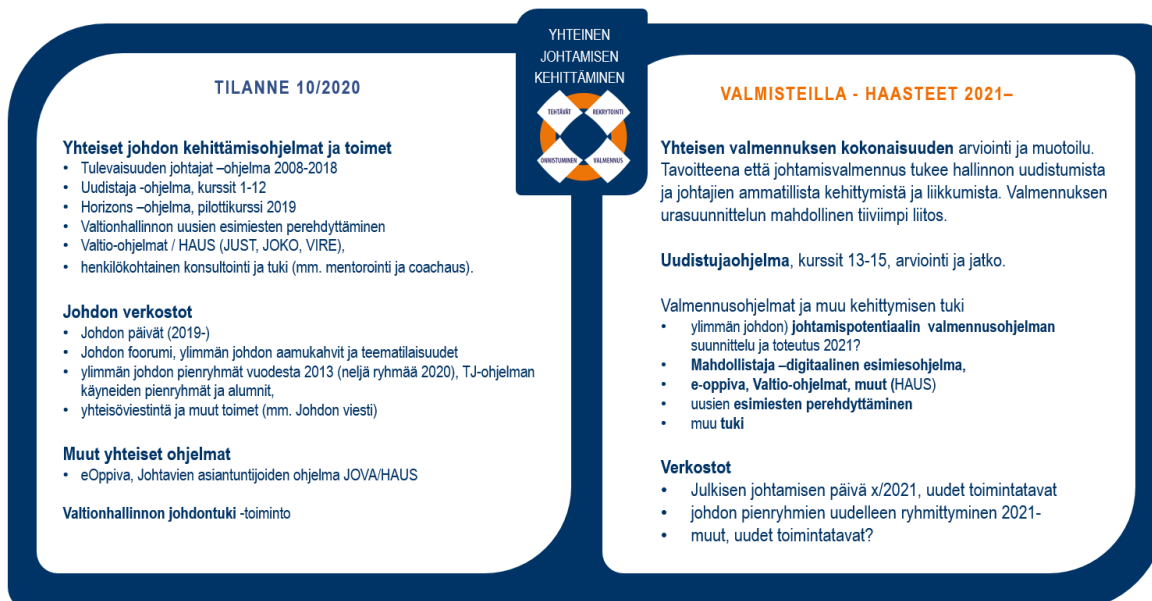 YHTEINEN
JOHTAMISEN
KEHITTÄMINEN
TEHTÄVÄT
REKRYTOINTI
ONNISTUMINEN
VALMENNUS
TILANNE 10/2020
Yhteiset johdon kehittämisohjelmat ja toimet
• Tulevaisuuden johtajat –ohjelma 2008-2018
• Uudistaja -ohjelma, kurssit 1-12
• Horizons –ohjelma, pilottikurssi 2019
• Valtionhallinnon uusien esimiesten perehdyttäminen
• Valtio-ohjelmat / HAUS (JUST, JOKO, VIRE),
• henkilökohtainen konsultointi ja tuki (mm. mentorointi ja coachaus).
Johdon verkostot
• Johdon päivät (2019-)
• Johdon foorumi, ylimmän johdon aamukahvit ja teematilaisuudet
• ylimmän johdon pienryhmät vuodesta 2013 (neljä ryhmää 2020), TJ-ohjelman
käyneiden pienryhmät ja alumnit,
• yhteisöviestintä ja muut toimet (mm. Johdon viesti)
Muut yhteiset ohjelmat
• eOppiva, Johtavien asiantuntijoiden ohjelma JOVA/HAUS
Valtionhallinnon johdontuki -toiminto
VALMISTEILLA - HAASTEET 2021–
Yhteisen valmennuksen kokonaisuuden arviointi ja muotoilu.
Tavoitteena että johtamisvalmennus tukee hallinnon uudistumista
ja johtajien ammatillista kehittymistä ja liikkumista. Valmennuksen
urasuunnittelun mahdollinen tiiviimpi liitos.
Uudistujaohjelma, kurssit 13-15, arviointi ja jatko.
Valmennusohjelmat ja muu kehittymisen tuki
• ylimmän johdon) johtamispotentiaalin valmennusohjelman
suunnittelu ja toteutus 2021?
• Mahdollistaja –digitaalinen esimiesohjelma,
• e-oppiva, Valtio-ohjelmat, muut (HAUS)
• uusien esimiesten perehdyttäminen
• muu tuki
Verkostot
• Julkisen johtamisen päivä x/2021, uudet toimintatavat
• johdon pienryhmien uudelleen ryhmittyminen 2021-
• muut, uudet toimintatavat?